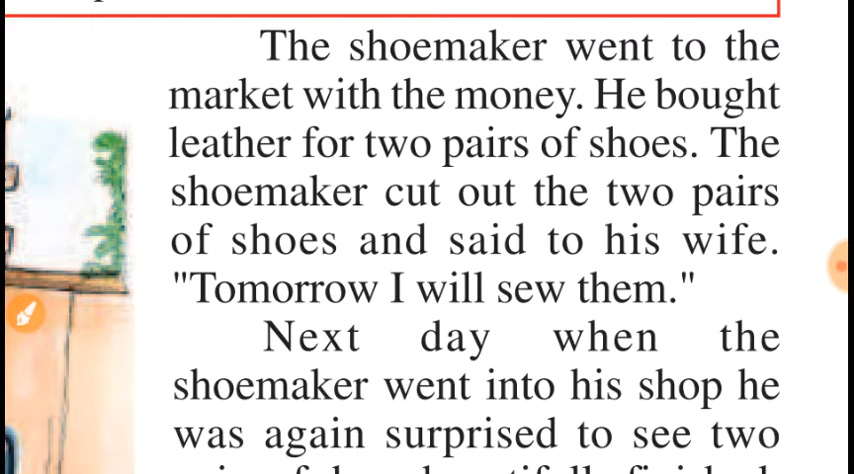 The shoemaker went to the
market with the money. He bought
leather for two pairs of shoes. The
shoemaker cut out the two pairs
of shoes and said to his wife.
"Tomorrow I will sew them."
Next day when the
shoemaker went into his shop he
was again surprised to see two